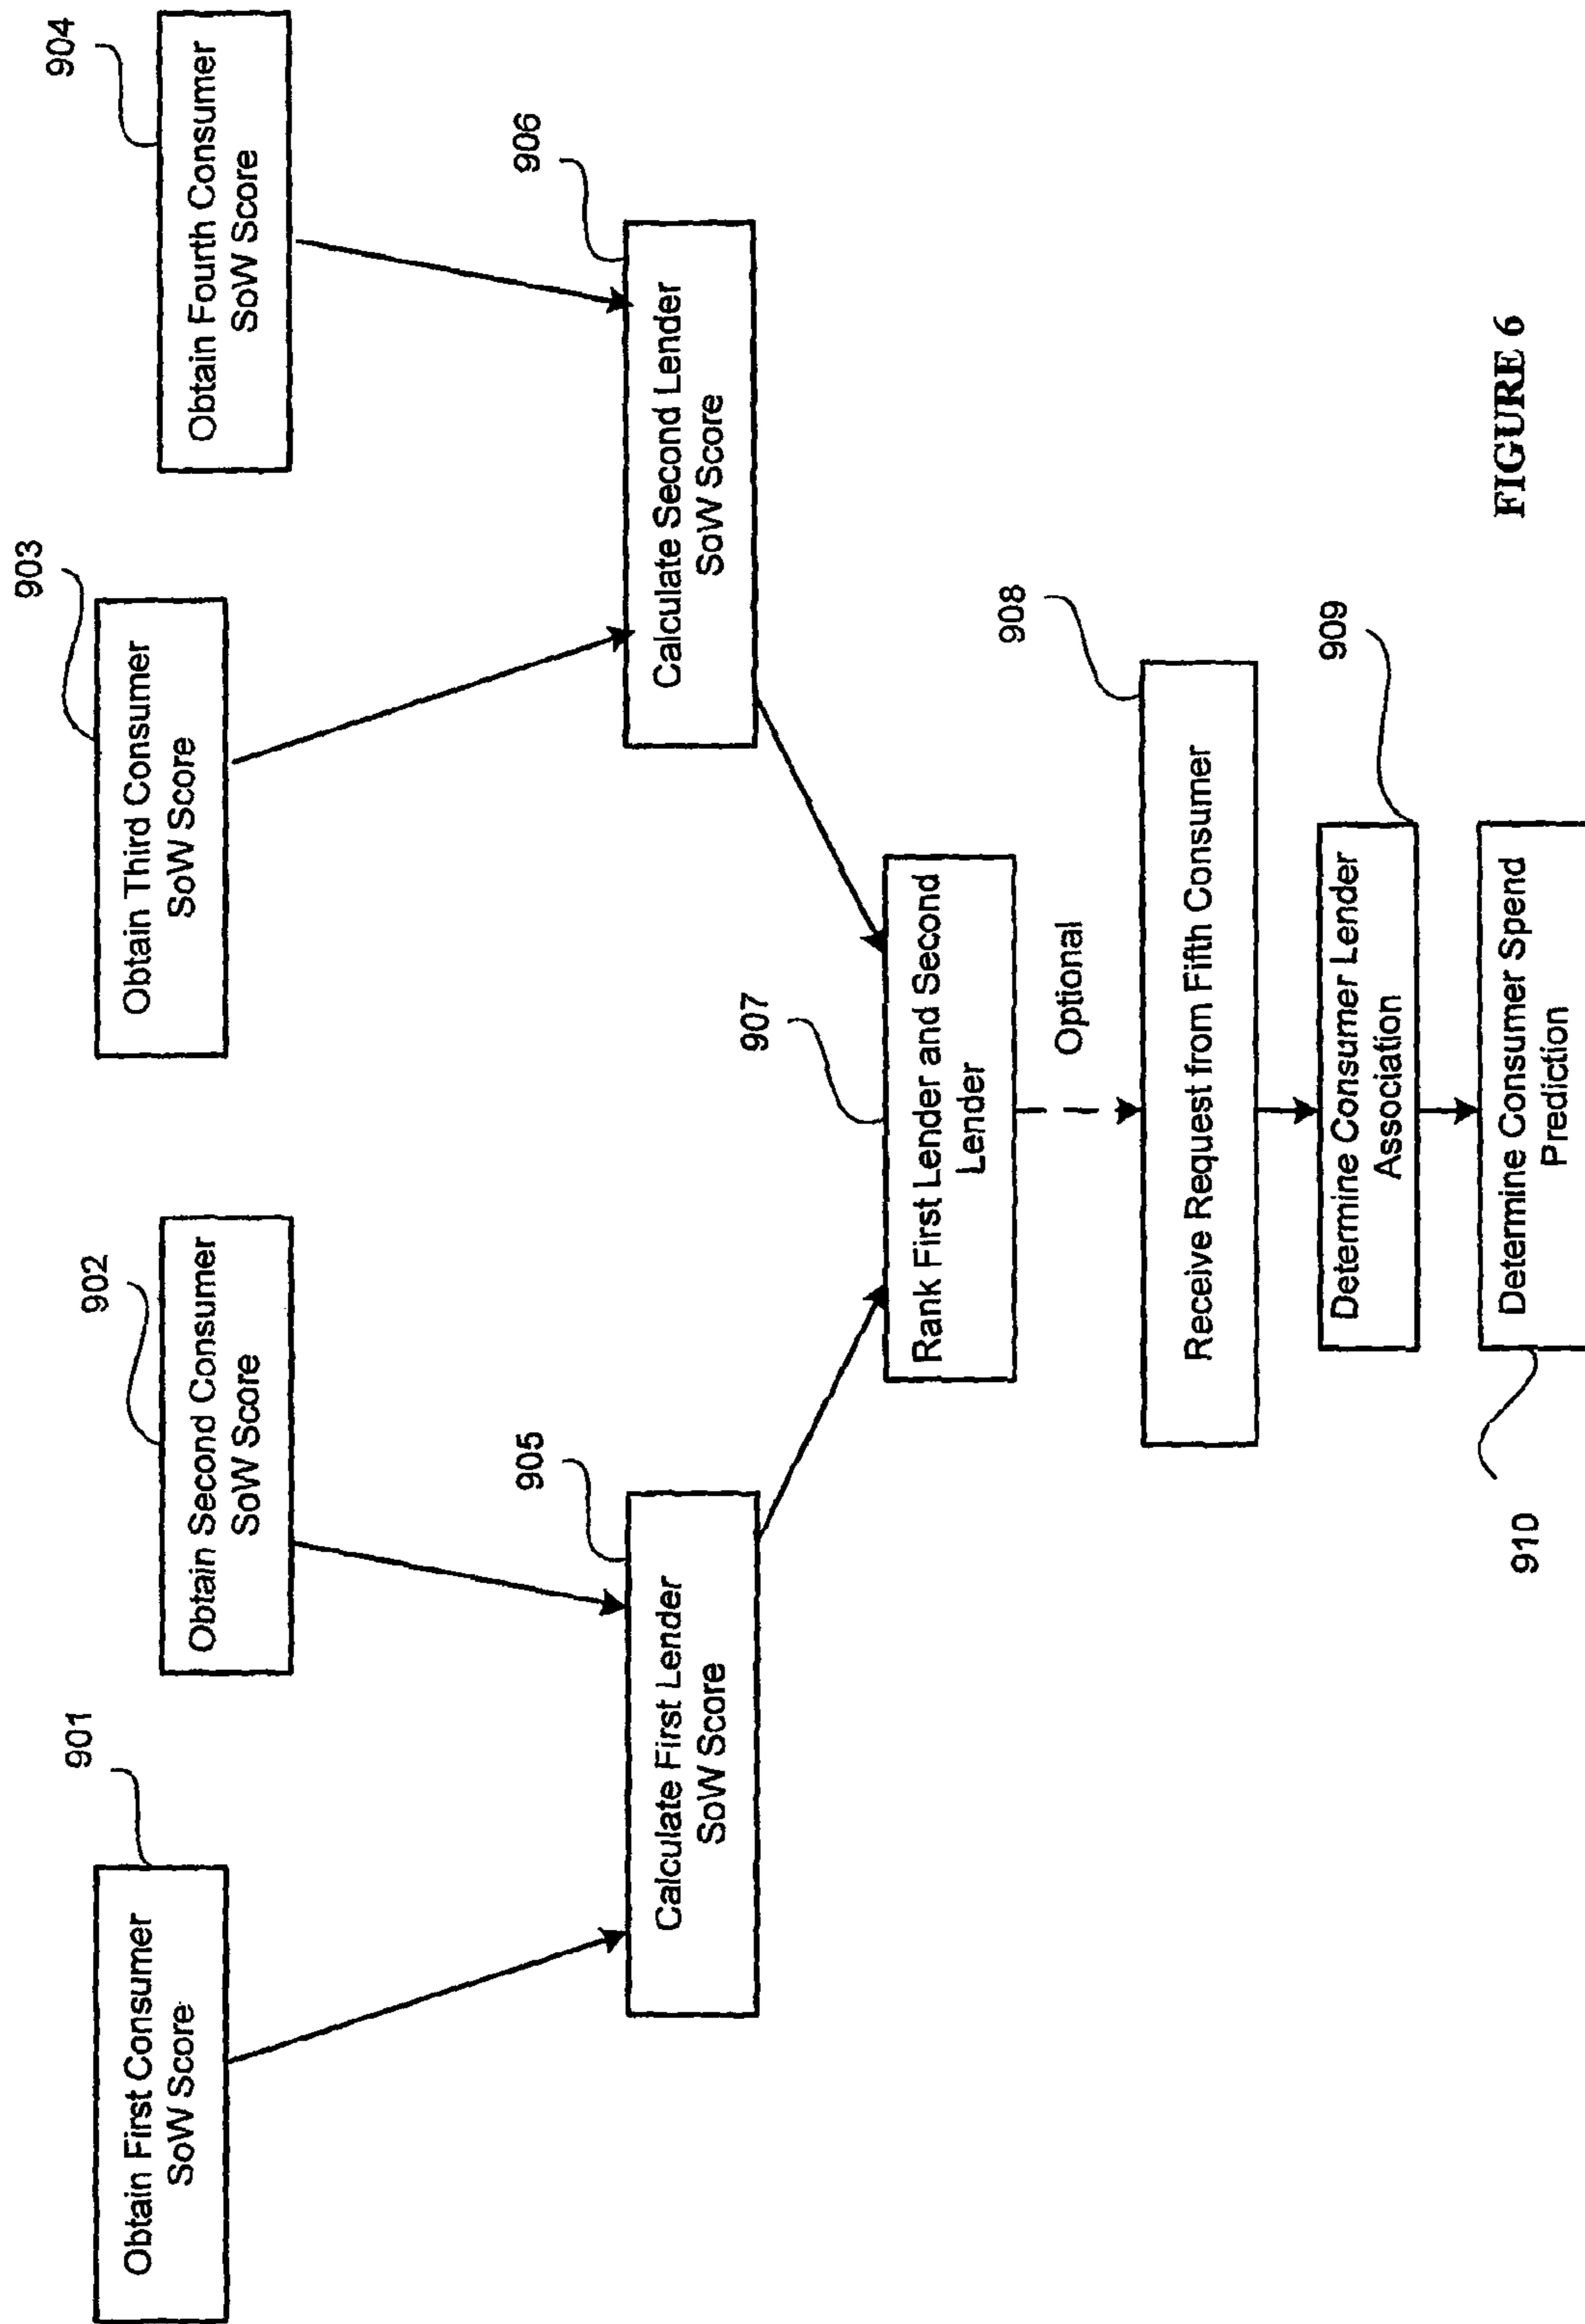 901
Obtain First Consumer
SoW Score
902
Obtain Second Consumer
SoW Score
903
Obtain Third Consumer
SoW Score
904
Obtain Fourth Consumer
SoW Score
905
Calculate First Lender
SoW Score
906
Calculate Second Lender
SoW Score
907
Rank First Lender and Second
Lender
Optional
908
Receive Request from Fifth Consumer
909
Determine Consumer Lender
Association
910
Determine Consumer Spend
Prediction
FIGURE 6